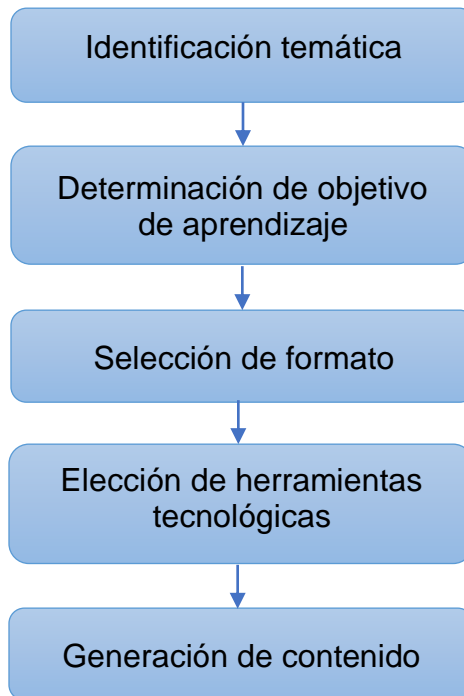 Identificación temática
Determinación de objetivo
de aprendizaje
Selección de formato
Elección de herramientas
tecnológicas
Generación de contenido